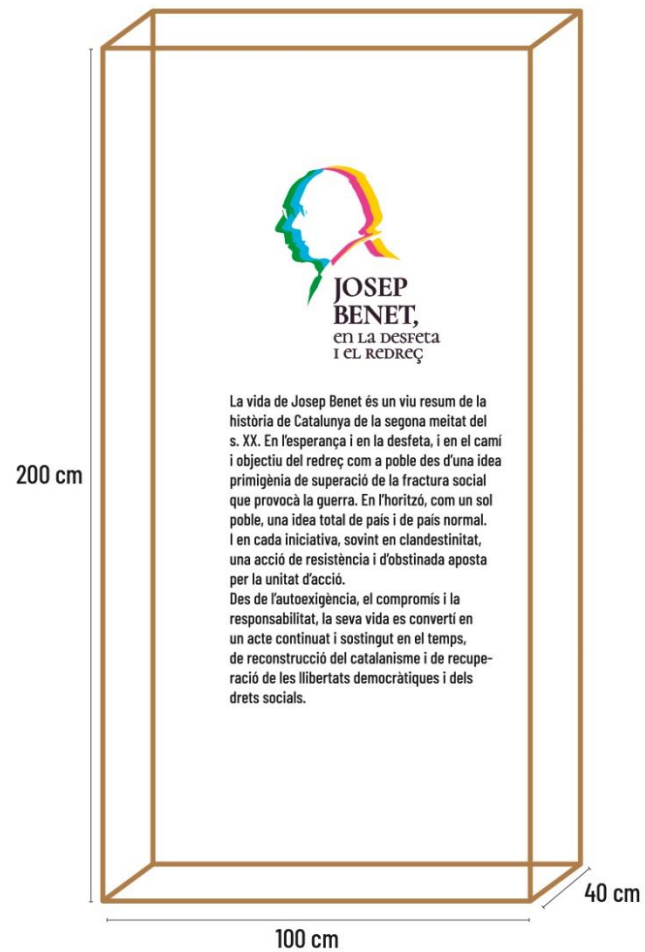 JOSEP
BENET,
en la desfeta
i el redreç
La vida de Josep Benet és un viu resum de la
història de Catalunya de la segona meitat del
s. XX. En l'esperança i en la desfeta, i en el camí
i objectiu del redreç com a poble des d'una idea
primigènia de superació de la fractura social
que provocà la guerra. En l'horitzó, com un sol
poble, una idea total de país i de país normal.
I en cada iniciativa, sovint en clandestinitat,
una acció de resistència i d'obstinada aposta
per la unitat d'acció.
Des de l'autoexigència, el compromís i la
responsabilitat, la seva vida es convertí en
un acte continuat i sostingut en el temps,
de reconstrucció del catalanisme i de recupe-
ració de les llibertats democràtiques i dels
drets socials.
200 cm
40 cm
100 cm